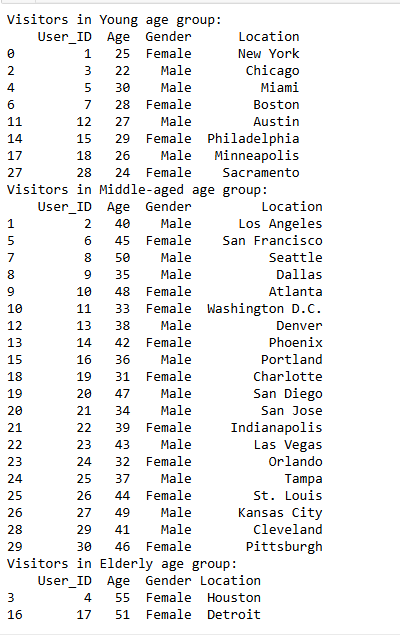 Visitors in Young age group:
    User_ID  Age  Gender      Location
0         1   25  Female      New York
2         3   22    Male       Chicago
4         5   30    Male         Miami
6         7   28  Female        Boston
11       12   27    Male        Austin
14       15   29  Female  Philadelphia
17       18   26    Male   Minneapolis
27       28   24  Female    Sacramento
Visitors in Middle-aged age group:
    User_ID  Age  Gender         Location
1         2   40    Male      Los Angeles
5         6   45  Female    San Francisco
7         8   50    Male          Seattle
8         9   35    Male           Dallas
9        10   48  Female          Atlanta
10       11   33  Female  Washington D.C.
12       13   38    Male           Denver
13       14   42  Female          Phoenix
15       16   36    Male         Portland
18       19   31  Female        Charlotte
19       20   47    Male        San Diego
20       21   34    Male         San Jose
21       22   39  Female     Indianapolis
22       23   43    Male        Las Vegas
23       24   32  Female          Orlando
24       25   37    Male            Tampa
25       26   44  Female        St. Louis
26       27   49    Male      Kansas City
28       29   41    Male        Cleveland
29       30   46  Female       Pittsburgh
Visitors in Elderly age group:
    User_ID  Age  Gender Location
3         4   55  Female  Houston
16       17   51  Female  Detroit